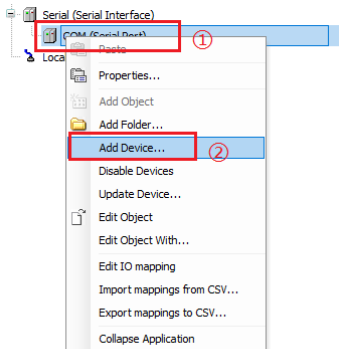 Serial (Serial Interface)
COM (Serial Port)
①
Loca
Paste
Properties...
Add Object
Add Folder...
Add Device...
②
Disable Devices
Update Device...
Edit Object
Edit Object With...
Edit IO mapping
Import mappings from CSV...
Export mappings to CSV...
Collapse Application